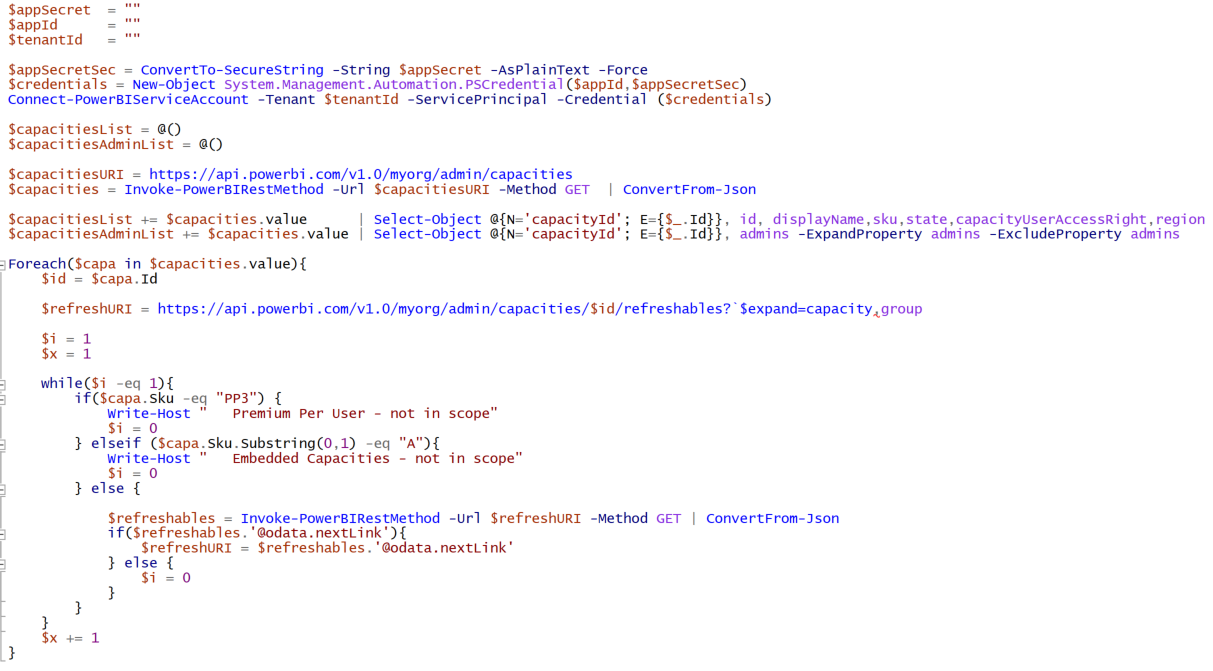 $appSecret  = ""
$appId      = ""
$tenantId   = ""
$appSecretSec = ConvertTo-SecureString -String $appSecret -AsPlainText -Force
$credentials = New-Object System.Management.Automation.PSCredential($appId,$appSecretSec)
Connect-PowerBIServiceAccount -Tenant $tenantId -ServicePrincipal -Credential ($credentials)
$capacitiesList = @()
$capacitiesAdminList = @()
$capacitiesURI = https://api.powerbi.com/v1.0/myorg/admin/capacities
$capacities = Invoke-PowerBIRestMethod -Url $capacitiesURI -Method GET  | ConvertFrom-Json
$capacitiesList += $capacities.value      | Select-Object @{N='capacityId'; E={$_.Id}}, id, displayName,sku,state,capacityUserAccessRight,region
$capacitiesAdminList += $capacities.value | Select-Object @{N='capacityId'; E={$_.Id}}, admins -ExpandProperty admins -ExcludeProperty admins
Foreach($capa in $capacities.value){
    $id = $capa.Id
    $refreshURI = https://api.powerbi.com/v1.0/myorg/admin/capacities/$id/refreshables?`$expand=capacity,group
    $i = 1
    $x = 1
    while($i -eq 1){
        if($capa.Sku -eq "PP3") {
            Write-Host "   Premium Per User - not in scope"
            $i = 0
        } elseif ($capa.Sku.Substring(0,1) -eq "A"){
            Write-Host "   Embedded Capacities - not in scope"
            $i = 0
        } else {
            $refreshables = Invoke-PowerBIRestMethod -Url $refreshURI -Method GET | ConvertFrom-Json
            if($refreshables.'@odata.nextLink'){
                $refreshURI = $refreshables.'@odata.nextLink'
            } else {
                $i = 0
            }
        }
    }
    $x += 1
}